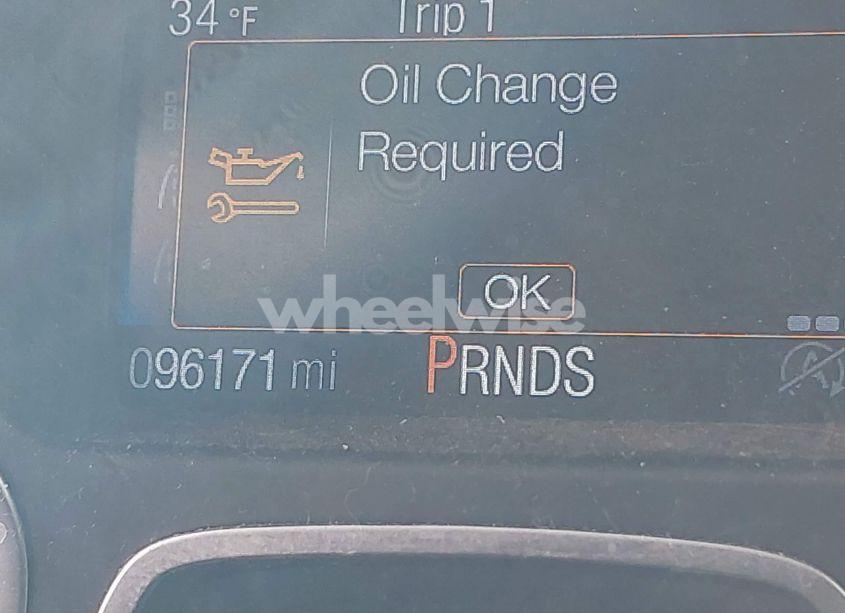 34 °F Trip 1
Oil Change
Required
OK
wheelwise
096171 mi PRNDS
A